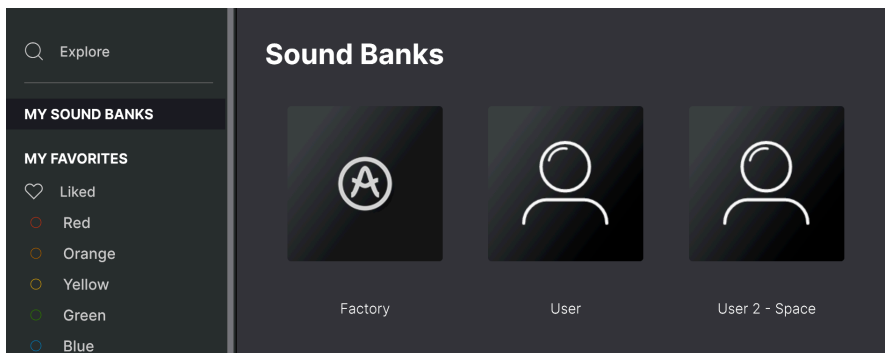 Explore
MY SOUND BANKS
MY FAVORITES
Liked
Red
Orange
Yellow
Green
Blue
Sound Banks
Factory
User
User 2 - Space